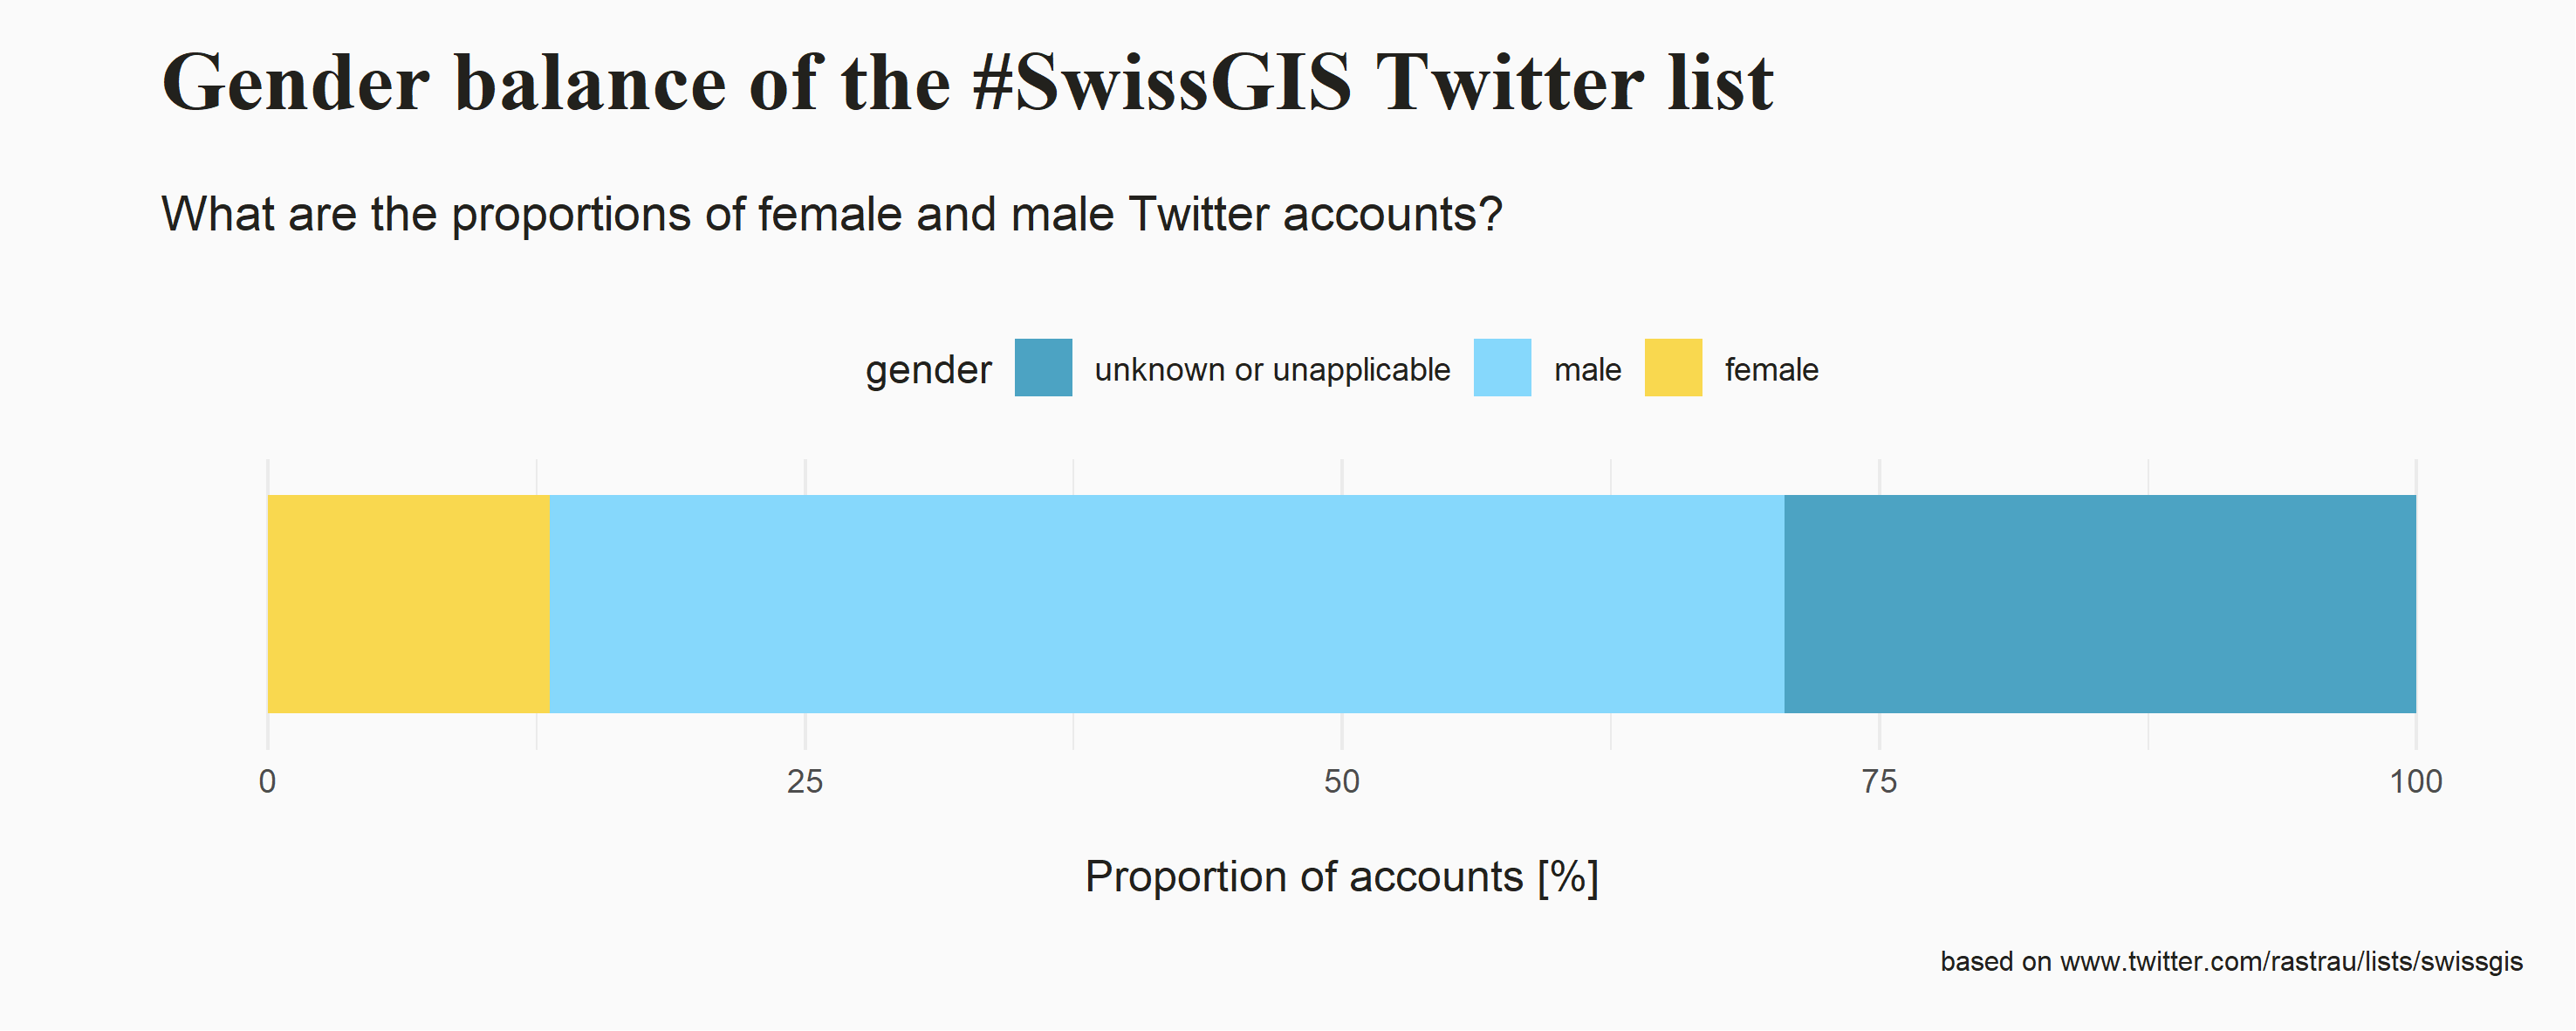 Gender balance of the #SwissGIS Twitter list
What are the proportions of female and male Twitter accounts?
gender unknown or unapplicable male female
0 25 50 75 100
Proportion of accounts [%]
based on www.twitter.com/rastrau/lists/swissgis